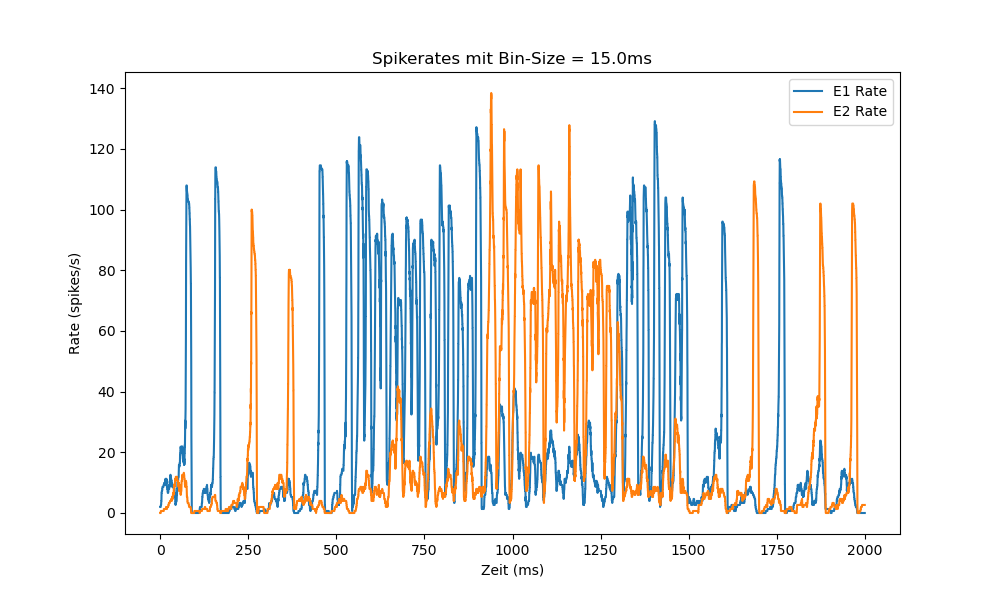 Spikerates mit Bin-Size = 15.0ms
E1 Rate
E2 Rate
Rate (spikes/s)
140
120
100
80
60
40
20
0
0 250 500 750 1000 1250 1500 1750 2000
Zeit (ms)